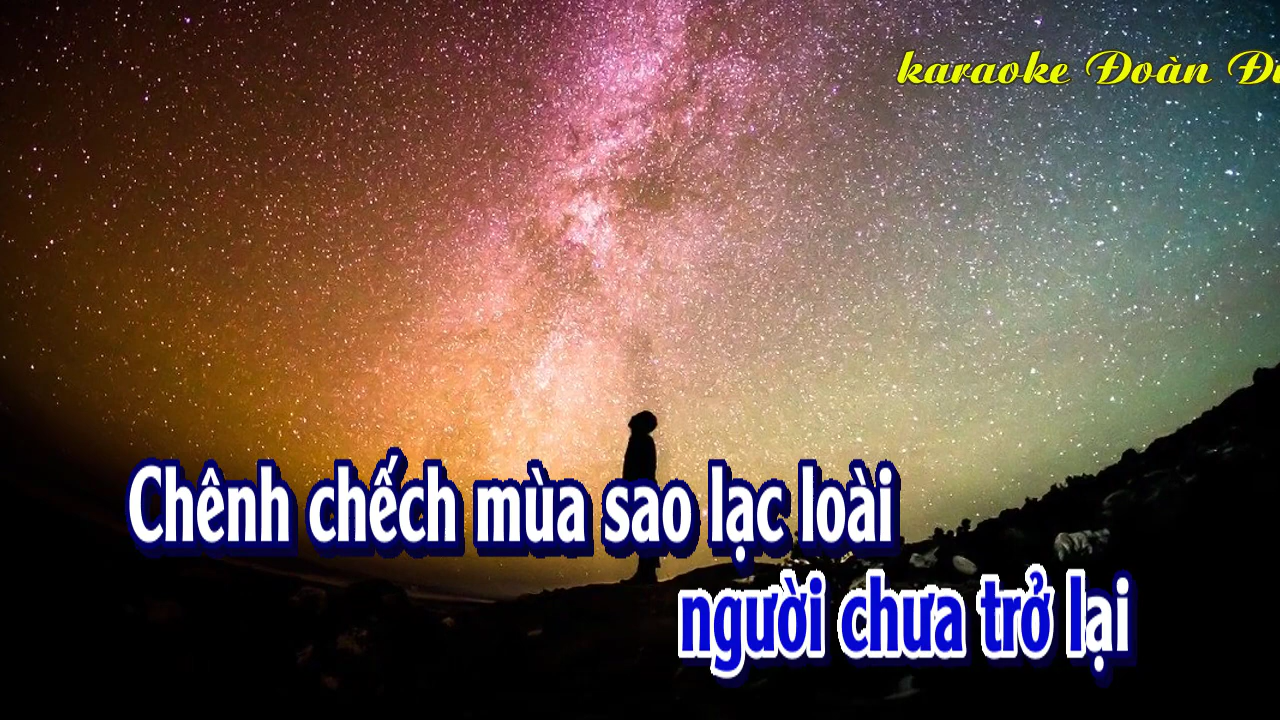 karaoke Đoàn
Chênh chếch mùa sao lạc loài
người chưa trở lại